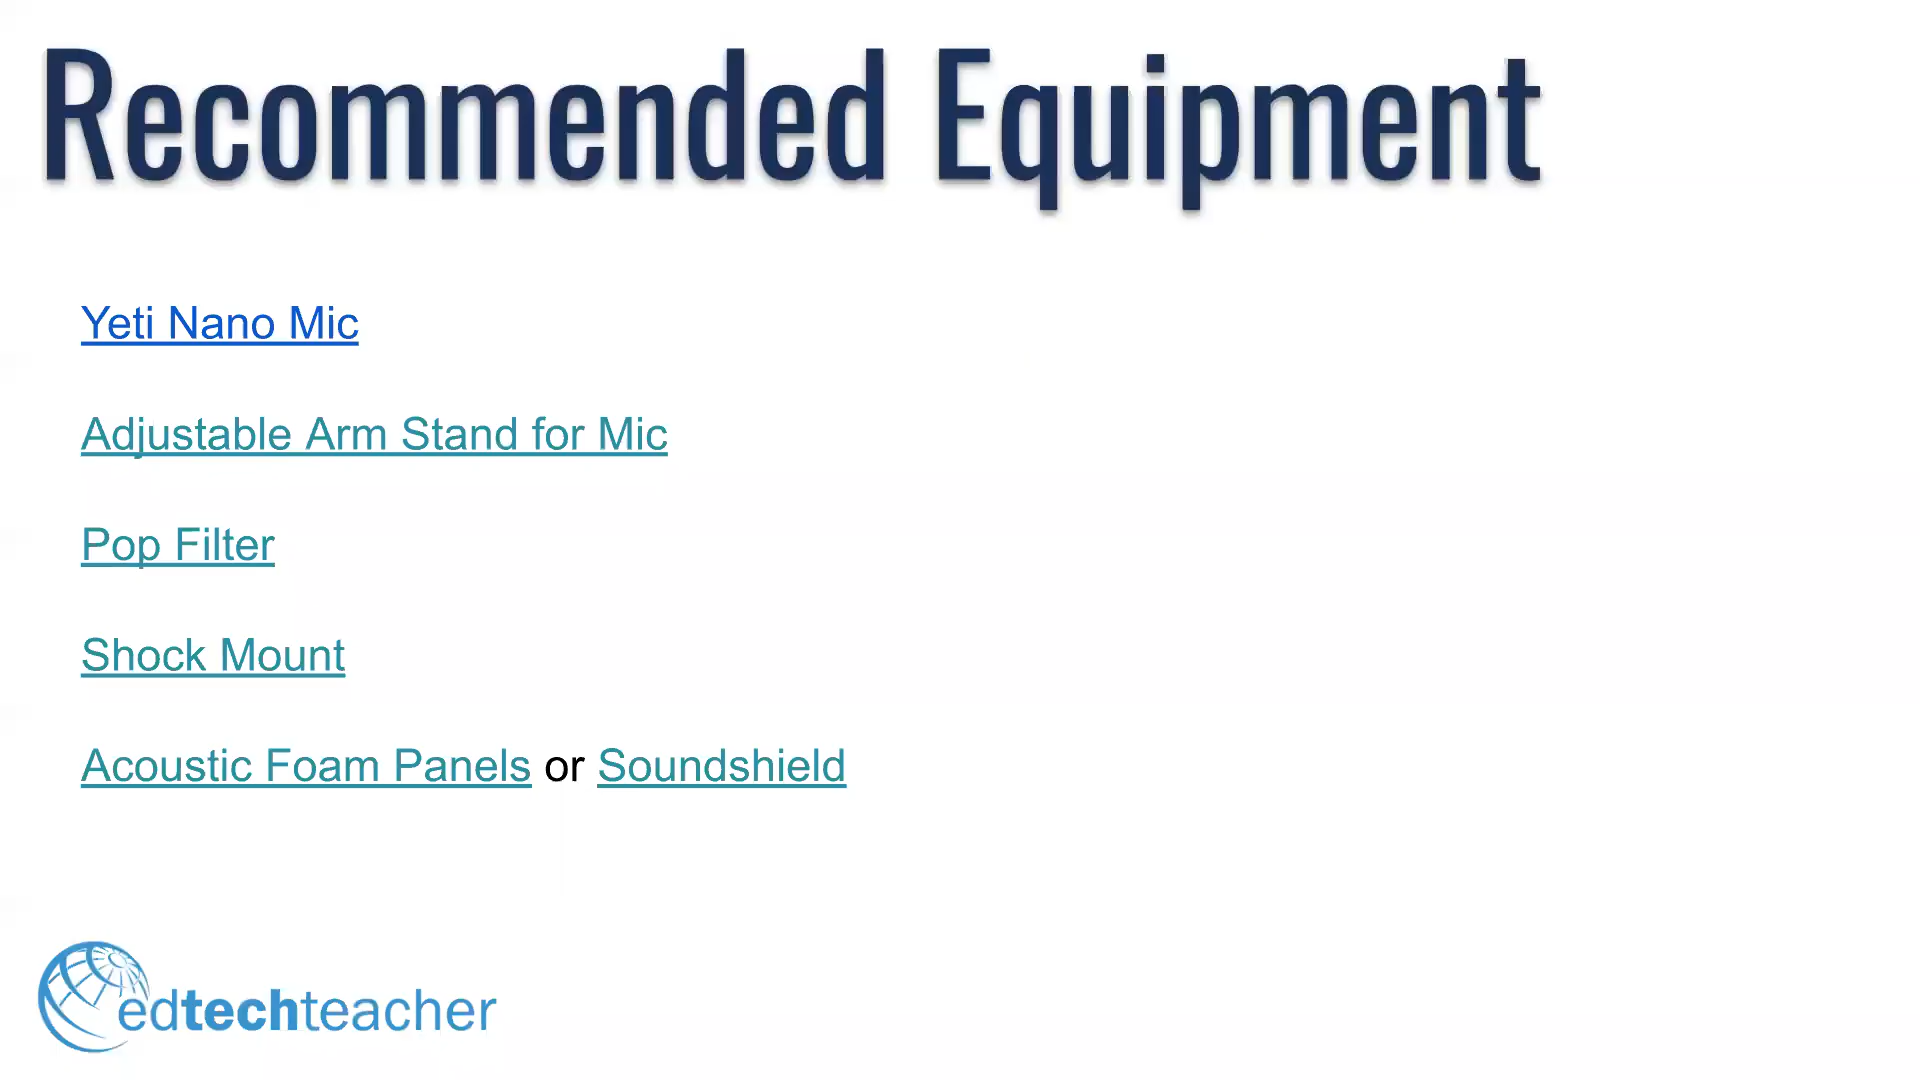 Recommended Equipment
Yeti Nano Mic
Adjustable Arm Stand for Mic
Pop Filter
Shock Mount
Acoustic Foam Panels or Soundshield
edtechteacher